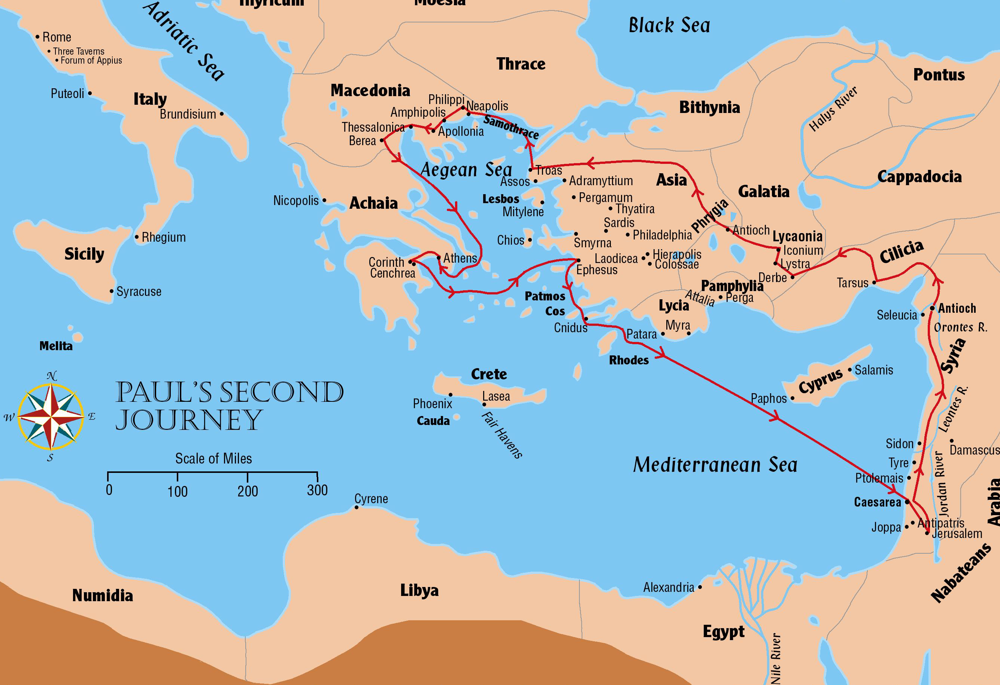 Illyricum
Moesia
Adriatic Sea
Black Sea
Rome
Three Taverns
Forum of Appius
Thrace
Pontus
Puteoli
Italy
Brundisium
Macedonia
Philippi
Neapolis
Amphipolis
Samothrace
Thessalonica
Apollonia
Berea
Bithynia
Halys River
Aegean Sea
Troas
Assos
Adramyttium
Asia
Galatia
Cappadocia
Nicopolis
Achaia
Lesbos
Mitylene
Pergamum
Thyatira
Sardis
Philadelphia
Phrygia
Antioch
Lycaonia
Iconium
Lystra
Derbe
Cilicia
Tarsus
Rhegium
Sicily
Syracuse
Chios
Smyrna
Hierapolis
Laodicea
Colossae
Corinth
Cenchrea
Athens
Ephesus
Pamphylia
Attalia
Perga
Patmos
Cos
Lycia
Cnidus
Patara
Myra
Seleucia
Antioch
Orontes R.
Syria
Melita
Rhodes
Crete
Phoenix
Lasea
Cauda
Fair Havens
Cyprus
Salamis
Paphos
Leontes R.
N
W
E
S
PAUL'S SECOND
JOURNEY
Scale of Miles
0 100 200 300
Mediterranean Sea
Sidon
Damascus
Tyre
Ptolemais
Jordan River
Arabia
Caesarea
Joppa
Antipatris
Jerusalem
Nabateans
Cyrene
Numidia
Libya
Alexandria
Egypt
Nile River